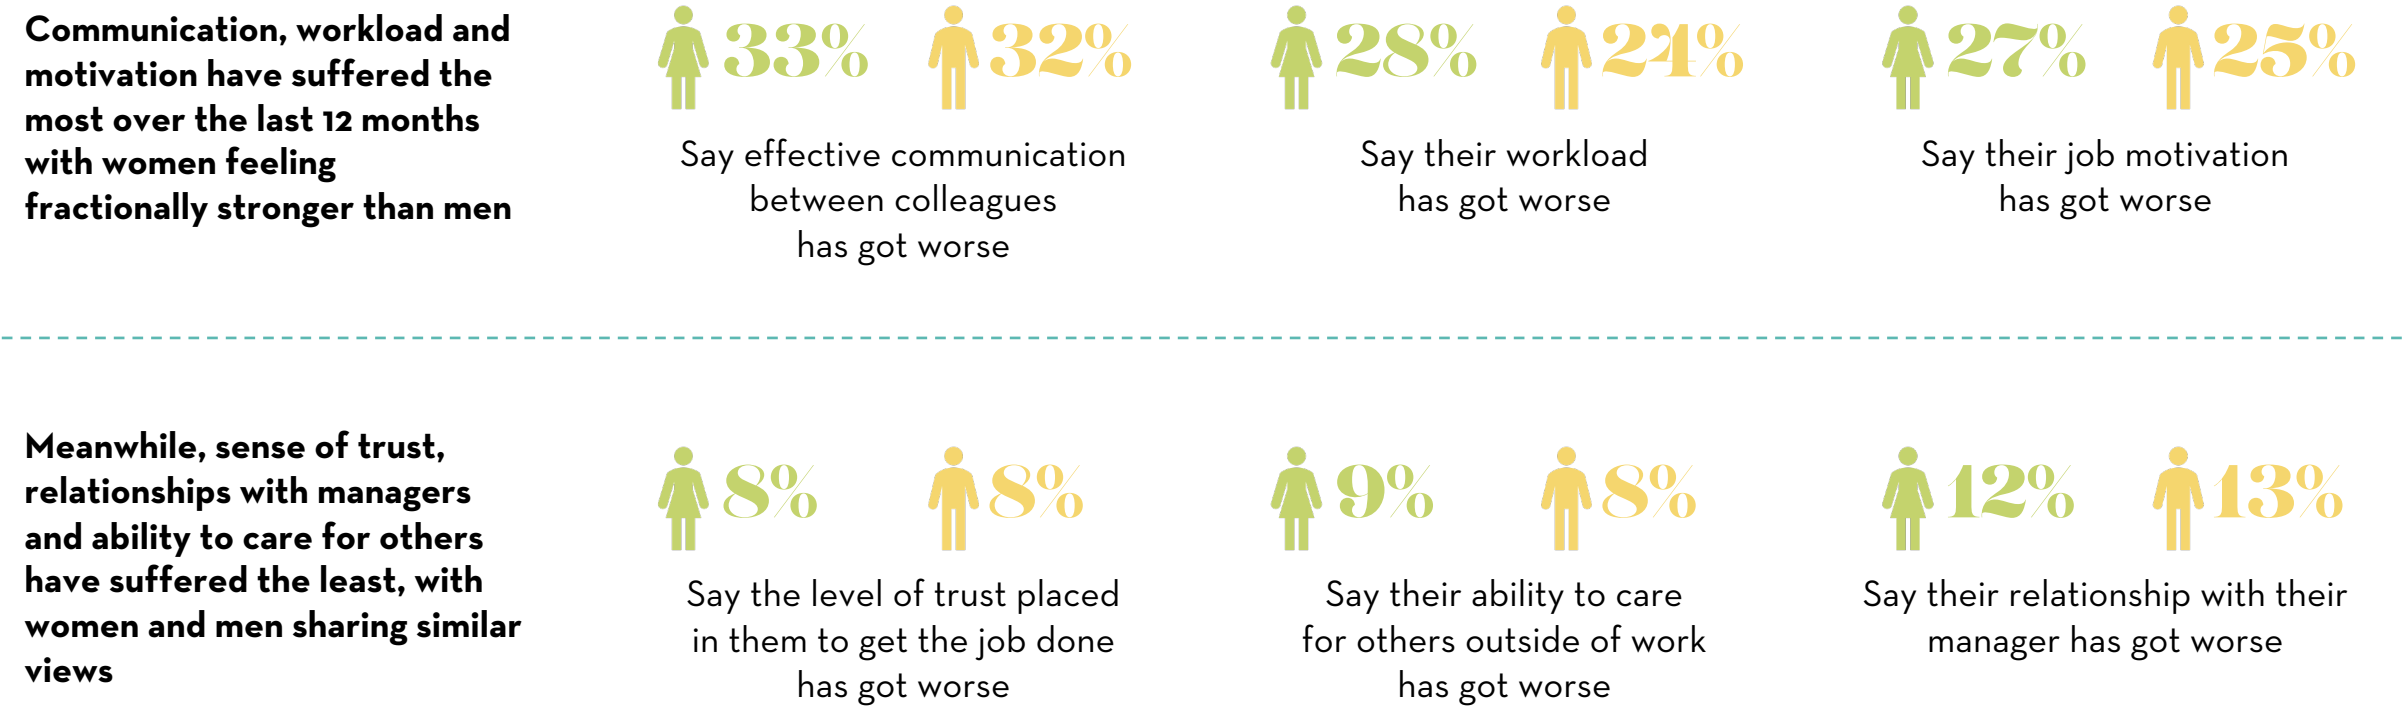 Communication, workload and
motivation have suffered the
most over the last 12 months
with women feeling
fractionally stronger than men
33%
32%
Say effective communication
between colleagues
has got worse
28%
24%
Say their workload
has got worse
27%
25%
Say their job motivation
has got worse
Meanwhile, sense of trust,
relationships with managers
and ability to care for others
have suffered the least, with
women and men sharing similar
views
8%
8%
Say the level of trust placed
in them to get the job done
has got worse
9%
8%
Say their ability to care
for others outside of work
has got worse
12%
13%
Say their relationship with their
manager has got worse